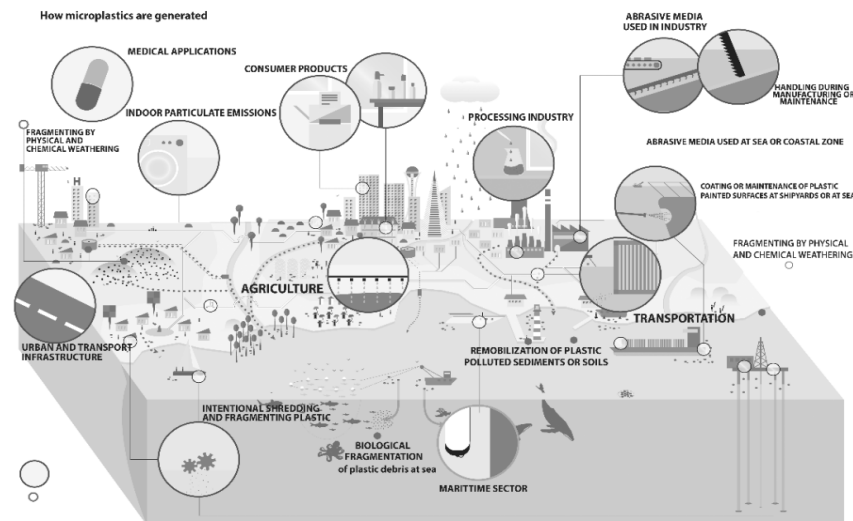 How microplastics are generated
MEDICAL APPLICATIONS
CONSUMER PRODUCTS
ABRASIVE MEDIA
USED IN INDUSTRY
HANDLING DURING
MANUFACTURING OR
MAINTENANCE
INDOOR PARTICULATE EMISSIONS
PROCESSING INDUSTRY
FRAGMENTING BY
PHYSICAL AND
CHEMICAL WEATHERING
ABRASIVE MEDIA USED AT SEA OR COASTAL ZONE
COATING OR MAINTENANCE OF PLASTIC
PAINTED SURFACES AT SHIPYARDS OR AT SEA
H
FRAGMENTING BY PHYSICAL
AND CHEMICAL WEATHERING
AGRICULTURE
TRANSPORTATION
URBAN AND TRANSPORT
INFRASTRUCTURE
REMOBILIZATION OF PLASTIC
POLLUTED SEDIMENTS OR SOILS
INTENTIONAL SHREDDING
AND FRAGMENTING PLASTIC
BIOLOGICAL
FRAGMENTATION
of plastic debris at sea
MARITTIME SECTOR